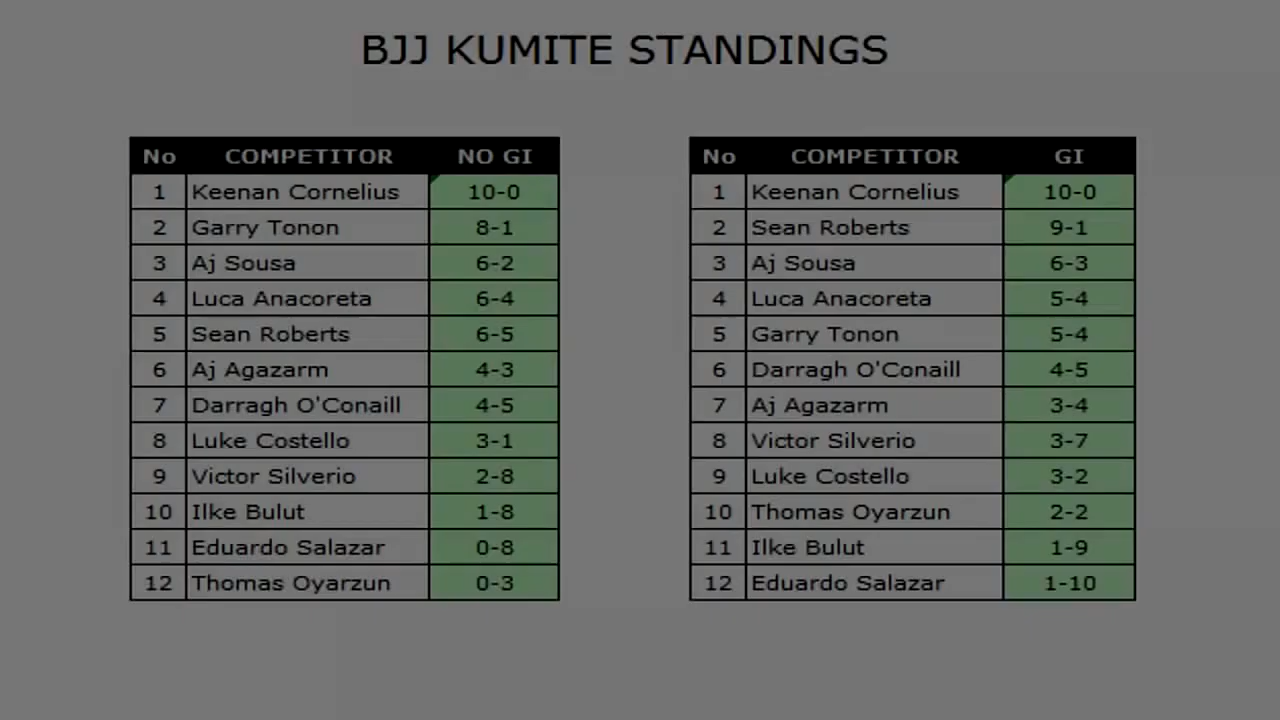 BJJ KUMITE STANDINGS
No COMPETITOR NO GI
1 Keenan Cornelius 10-0
2 Garry Tonon 8-1
3 Aj Sousa 6-2
4 Luca Anacoreta 6-4
5 Sean Roberts 6-5
6 Aj Agazarm 4-3
7 Darragh O'Conaill 4-5
8 Luke Costello 3-1
9 Victor Silverio 2-8
10 Ilke Bulut 1-8
11 Eduardo Salazar 0-8
12 Thomas Oyarzun 0-3
No COMPETITOR GI
1 Keenan Cornelius 10-0
2 Sean Roberts 9-1
3 Aj Sousa 6-3
4 Luca Anacoreta 5-4
5 Garry Tonon 5-4
6 Darragh O'Conaill 4-5
7 Aj Agazarm 3-4
8 Victor Silverio 3-7
9 Luke Costello 3-2
10 Thomas Oyarzun 2-2
11 Ilke Bulut 1-9
12 Eduardo Salazar 1-10